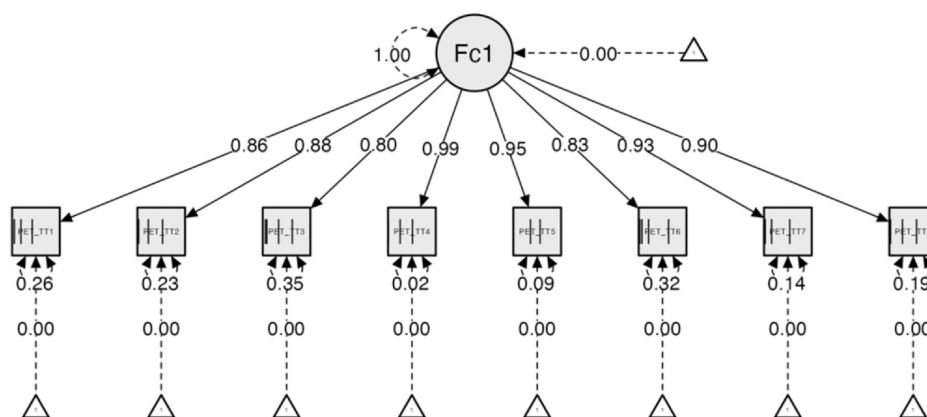 Fc1
1.00 0.00
0.86 0.88 0.80 0.99 0.95 0.83 0.93 0.90
PET_TT1 PET_TT2 PET_TT3 PET_TT4 PET_TT5 PET_TT6 PET_TT7
0.26 0.23 0.35 0.02 0.09 0.32 0.14 0.19
0.00 0.00 0.00 0.00 0.00 0.00 0.00 0.00